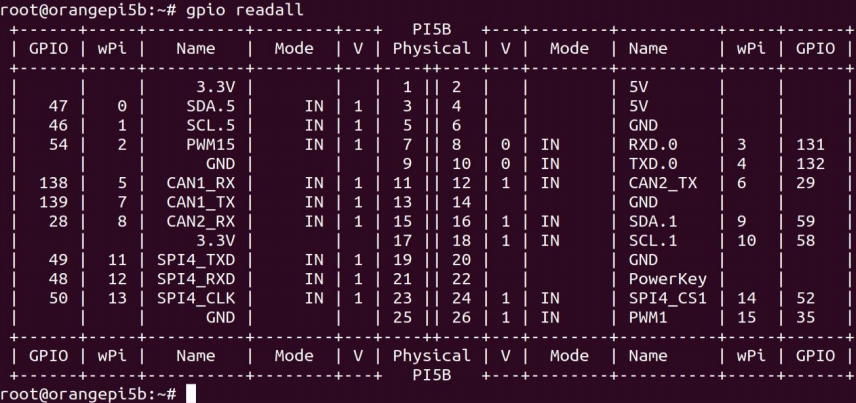 root@orangepi5b:~# gpio readall
+------+-----+----------+--------+---+   PI5B   +---+--------+----------+-----+------+
| GPIO | wPi |   Name   |  Mode  | V | Physical | V |  Mode  | Name     | wPi | GPIO |
+------+-----+----------+--------+---+----++----+---+--------+----------+-----+------+
|      |     |     3.3V |        |   |  1 || 2  |   |        | 5V       |     |      |
|   47 |   0 |    SDA.5 |     IN | 1 |  3 || 4  |   |        | 5V       |     |      |
|   46 |   1 |    SCL.5 |     IN | 1 |  5 || 6  |   |        | GND      |     |      |
|   54 |   2 |    PWM15 |     IN | 1 |  7 || 8  | 0 | IN     | RXD.0    | 3   | 131  |
|      |     |      GND |        |   |  9 || 10 | 0 | IN     | TXD.0    | 4   | 132  |
|  138 |   5 |  CAN1_RX |     IN | 1 | 11 || 12 | 1 | IN     | CAN2_TX  | 6   | 29   |
|  139 |   7 |  CAN1_TX |     IN | 1 | 13 || 14 |   |        | GND      |     |      |
|   28 |   8 |  CAN2_RX |     IN | 1 | 15 || 16 | 1 | IN     | SDA.1    | 9   | 59   |
|      |     |     3.3V |        |   | 17 || 18 | 1 | IN     | SCL.1    | 10  | 58   |
|   49 |  11 | SPI4_TXD |     IN | 1 | 19 || 20 |   |        | GND      |     |      |
|   48 |  12 | SPI4_RXD |     IN | 1 | 21 || 22 |   |        | PowerKey |     |      |
|   50 |  13 | SPI4_CLK |     IN | 1 | 23 || 24 | 1 | IN     | SPI4_CS1 | 14  | 52   |
|      |     |      GND |        |   | 25 || 26 | 1 | IN     | PWM1     | 15  | 35   |
+------+-----+----------+--------+---+----++----+---+--------+----------+-----+------+
| GPIO | wPi |   Name   |  Mode  | V | Physical | V |  Mode  | Name     | wPi | GPIO |
+------+-----+----------+--------+---+   PI5B   +---+--------+----------+-----+------+
root@orangepi5b:~#